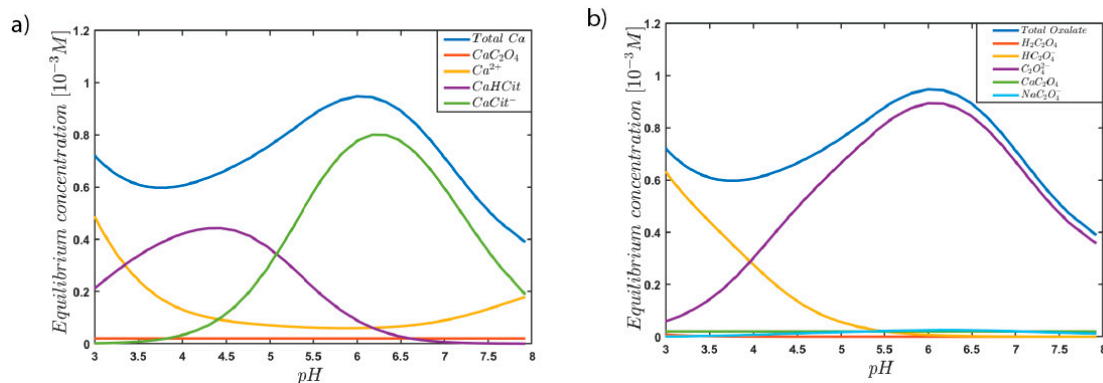 a)
Equilibrium concentration [10⁻³M]
1.2
1
0.8
0.6
0.4
0.2
0
3 3.5 4 4.5 5 5.5 6 6.5 7 7.5 8
pH
Total Ca
CaC₂O₄
Ca²⁺
CaHCit
CaCit⁻
b)
Equilibrium concentration [10⁻³M]
1.2
1
0.8
0.6
0.4
0.2
0
3 3.5 4 4.5 5 5.5 6 6.5 7 7.5 8
pH
Total Oxalate
H₂C₂O₄
HC₂O₄⁻
C₂O₄²⁻
CaC₂O₄
NaC₂O₄⁻